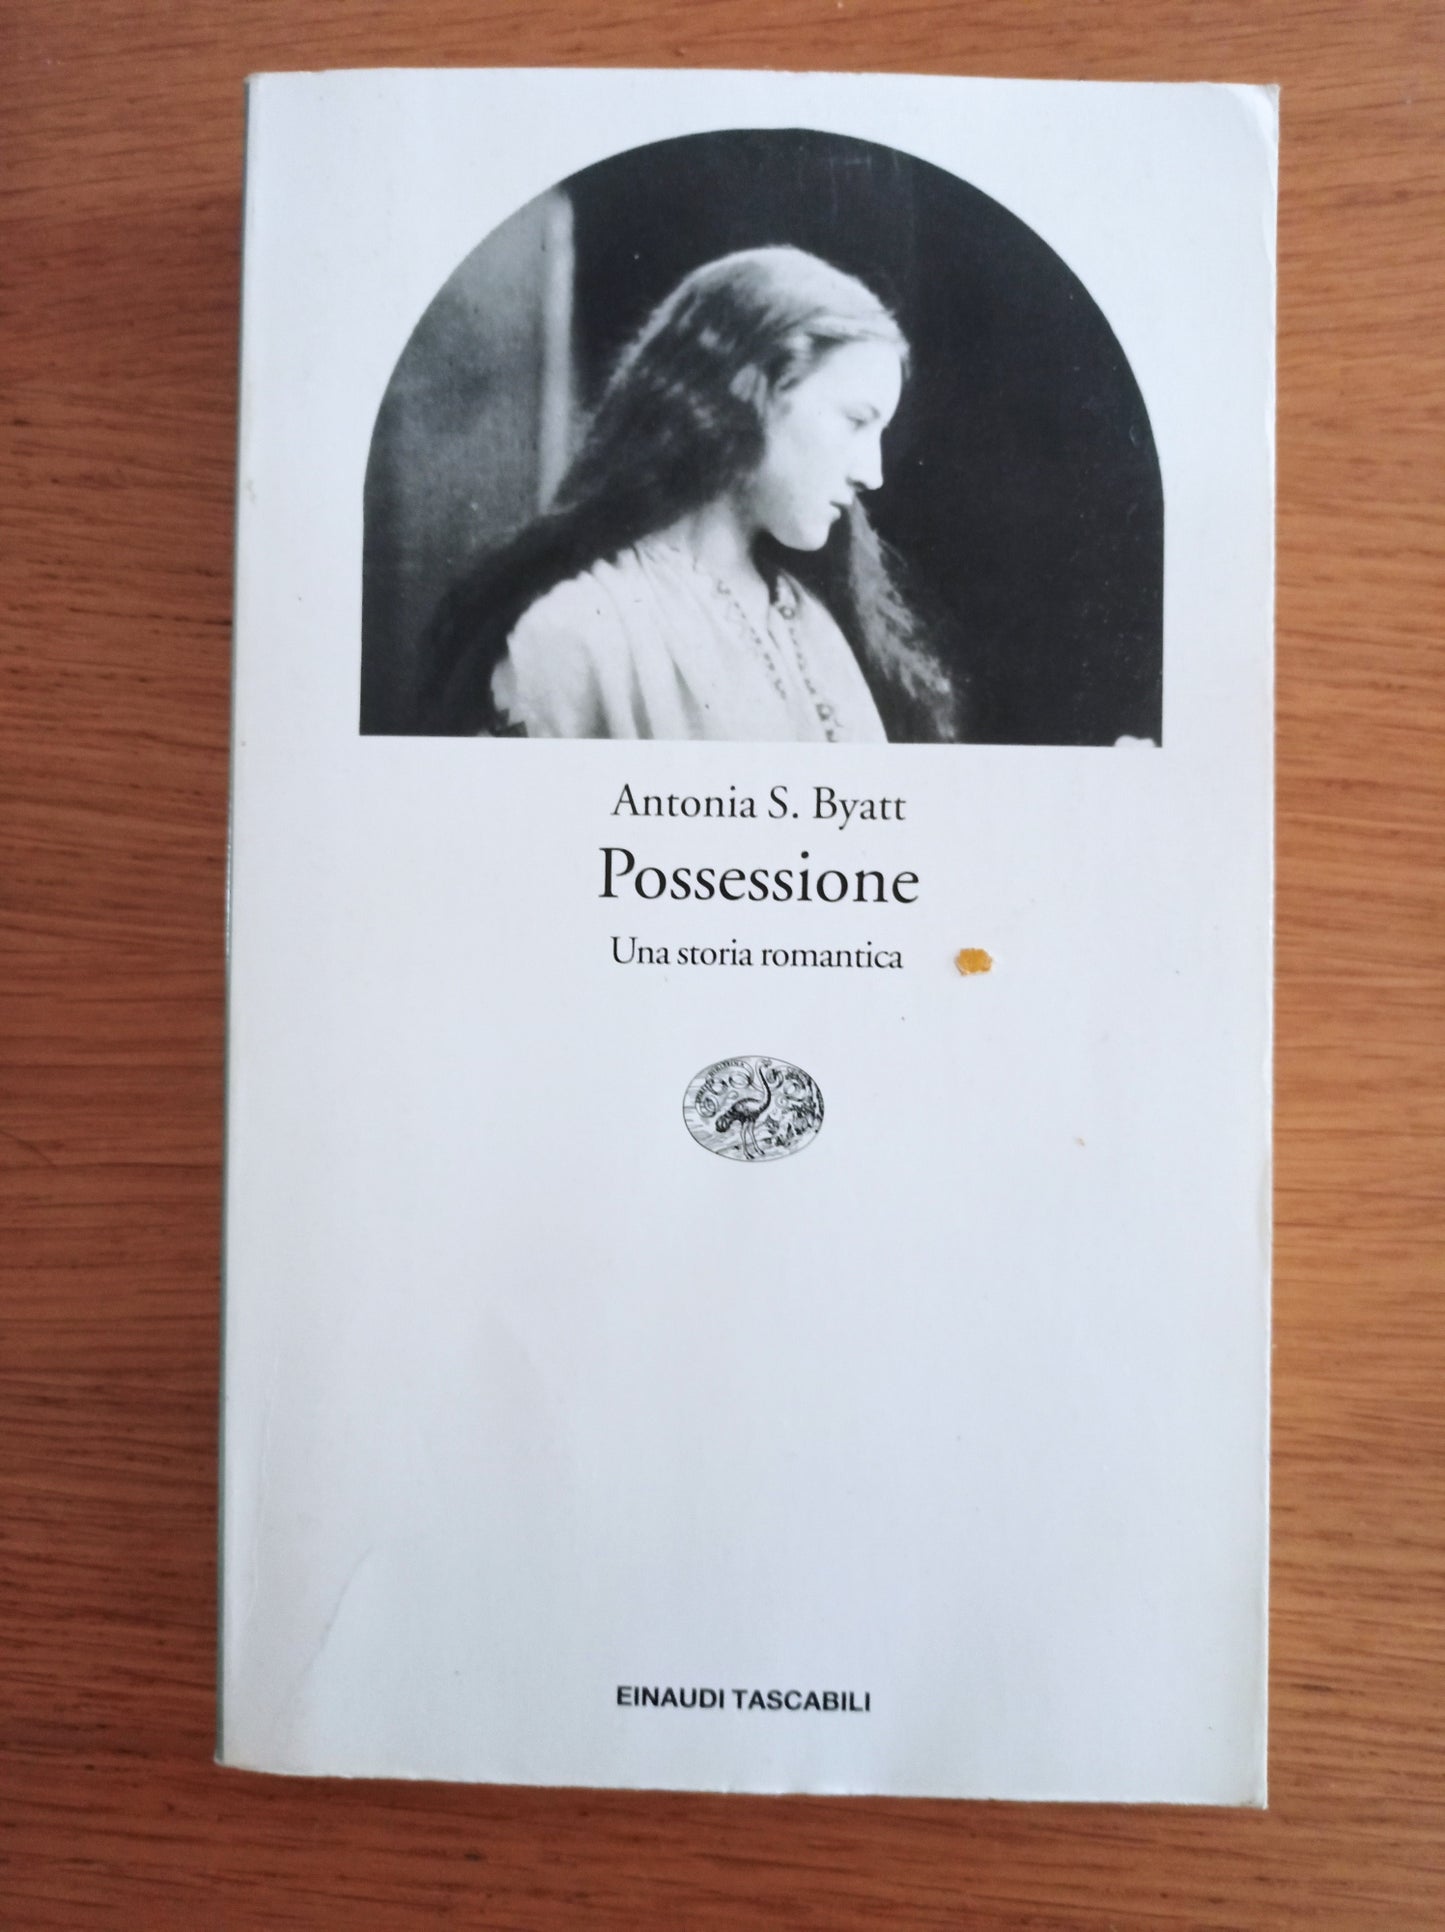 Antonia S. Byatt
Possessione
Una storia romantica
EINAUDI TASCABILI